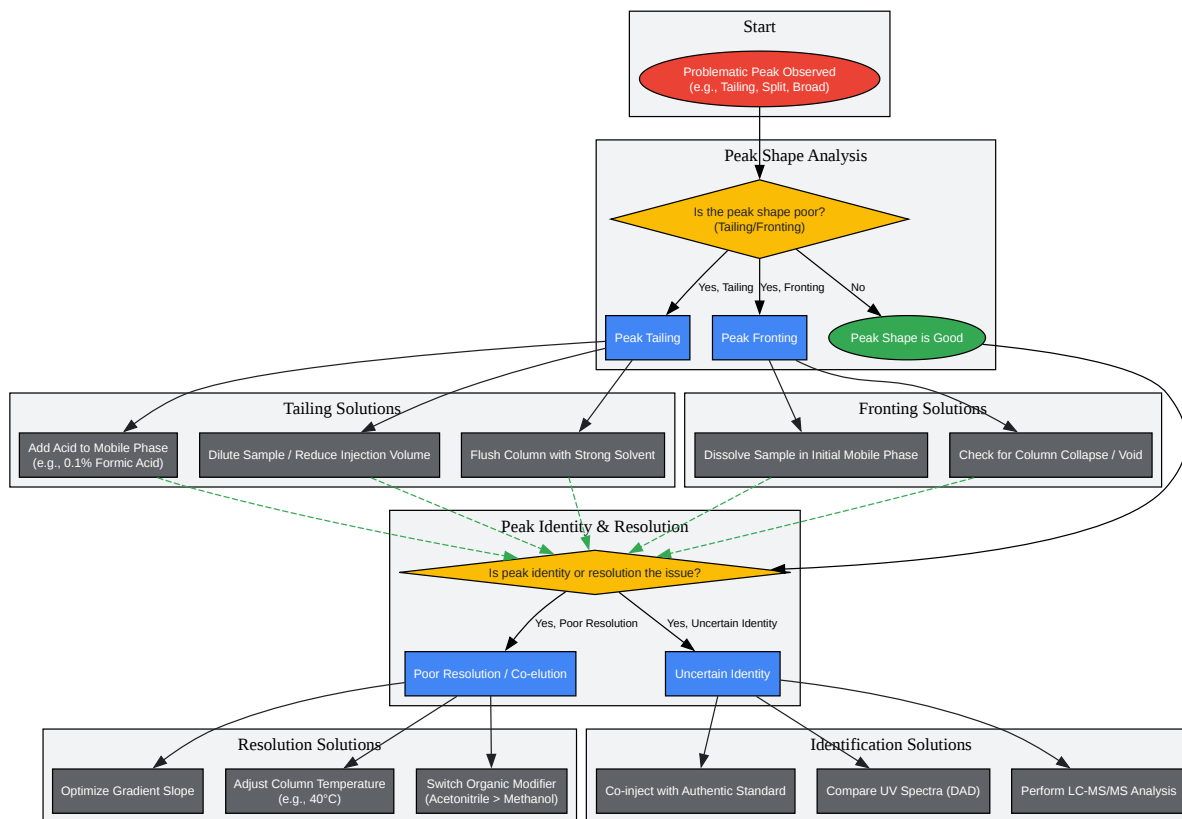 Start
Problematic Peak Observed
(e.g., Tailing, Split, Broad)
Peak Shape Analysis
Is the peak shape poor?
(Tailing/Fronting)
Yes, Tailing
Yes, Fronting
No
Peak Tailing
Peak Fronting
Peak Shape is Good
Tailing Solutions
Fronting Solutions
Add Acid to Mobile Phase
(e.g., 0.1% Formic Acid)
Dilute Sample / Reduce Injection Volume
Flush Column with Strong Solvent
Dissolve Sample in Initial Mobile Phase
Check for Column Collapse / Void
Peak Identity & Resolution
Is peak identity or resolution the issue?
Yes, Poor Resolution
Yes, Uncertain Identity
Poor Resolution / Co-elution
Uncertain Identity
Resolution Solutions
Identification Solutions
Optimize Gradient Slope
Adjust Column Temperature
(e.g., 40°C)
Switch Organic Modifier
(Acetonitrile > Methanol)
Co-inject with Authentic Standard
Compare UV Spectra (DAD)
Perform LC-MS/MS Analysis